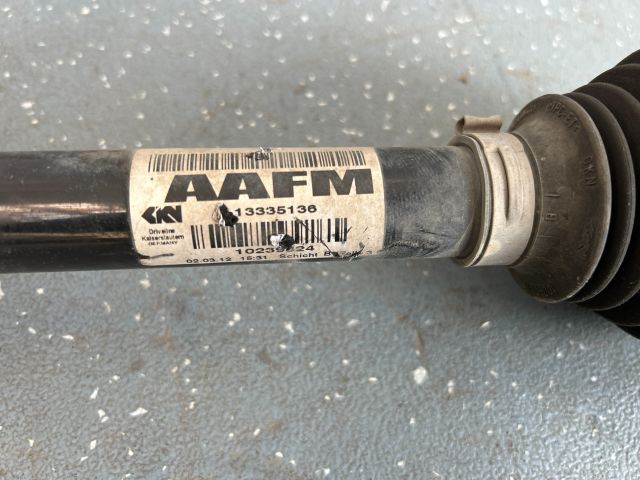 AAFM
13335136
GKN
Driveline
Kaiserslautern
GERMANY
02.03.12 15:31 Schicht